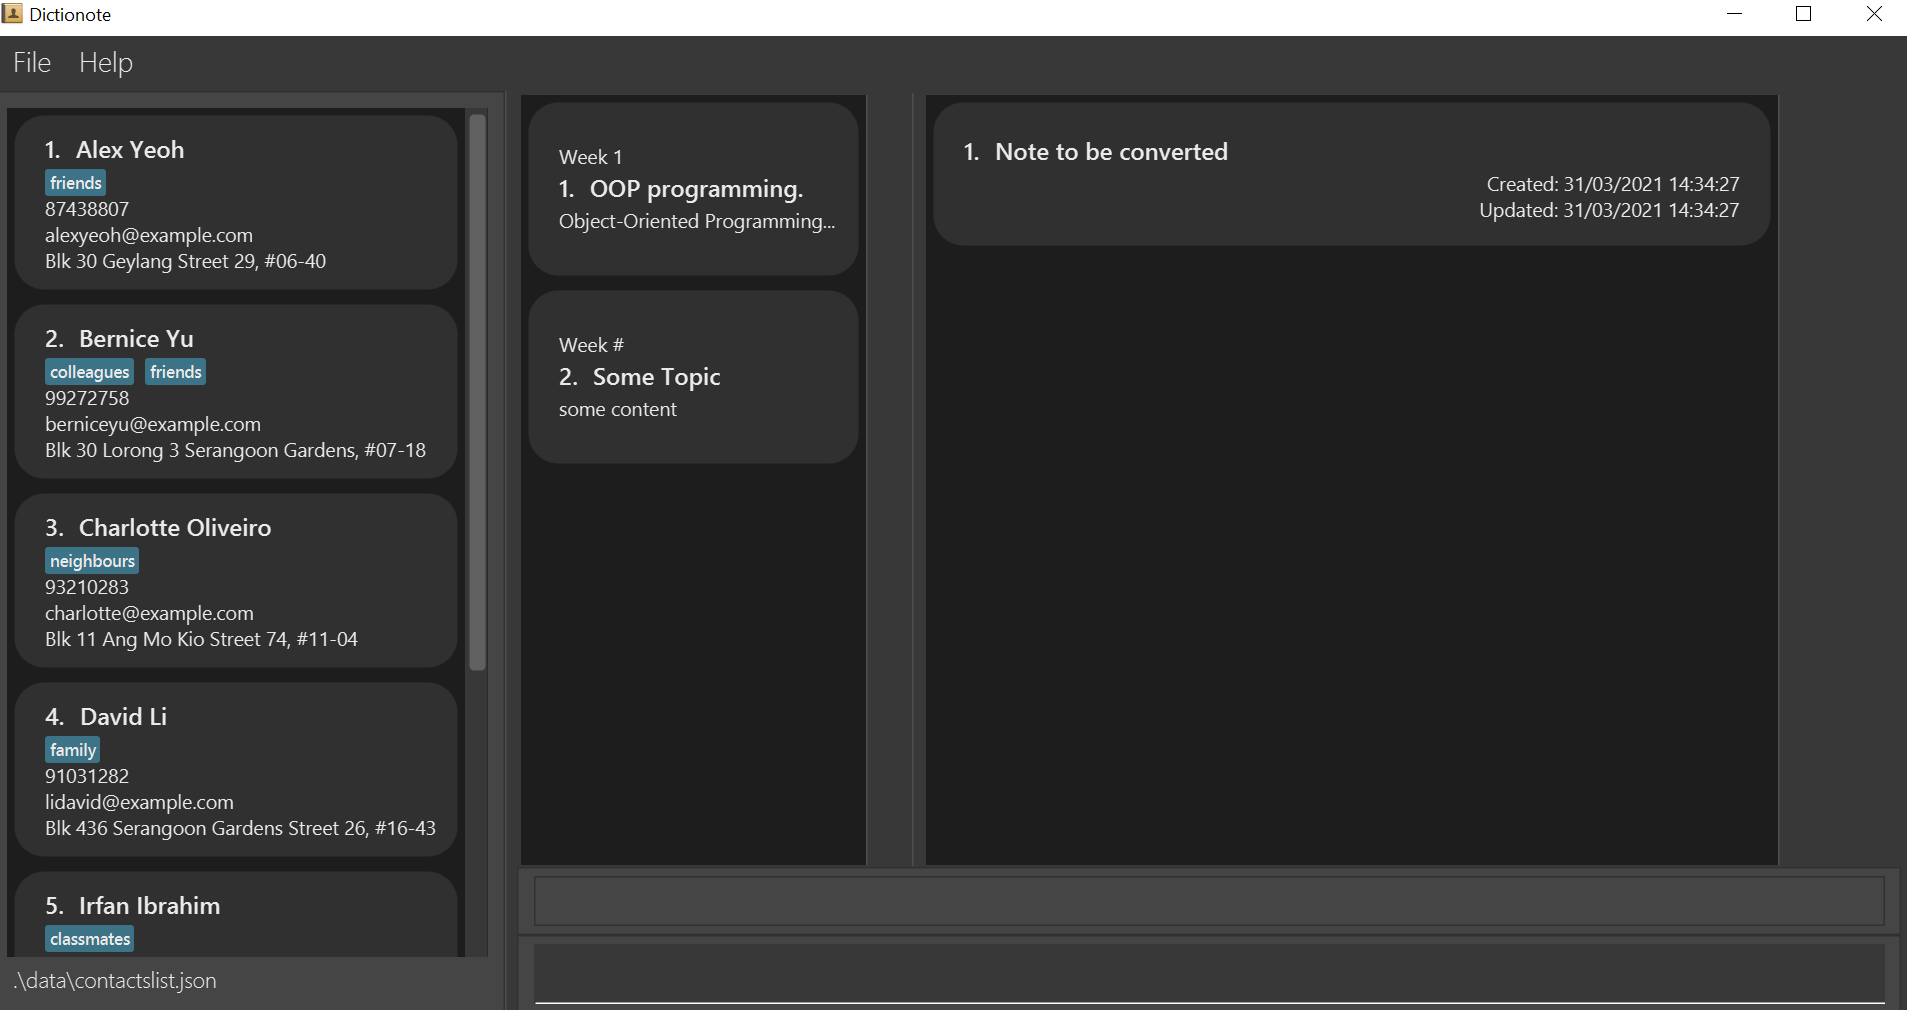 Dictionote
File Help
1. Alex Yeoh
friends
87438807
alexyeoh@example.com
Blk 30 Geylang Street 29, #06-40
2. Bernice Yu
colleagues friends
99272758
berniceyu@example.com
Blk 30 Lorong 3 Serangoon Gardens, #07-18
3. Charlotte Oliveiro
neighbours
93210283
charlotte@example.com
Blk 11 Ang Mo Kio Street 74, #11-04
4. David Li
family
91031282
lidavid@example.com
Blk 436 Serangoon Gardens Street 26, #16-43
5. Irfan Ibrahim
classmates
.\data\contactslist.json
Week 1
1. OOP programming.
Object-Oriented Programming...
Week #
2. Some Topic
some content
1. Note to be converted
Created: 31/03/2021 14:34:27
Updated: 31/03/2021 14:34:27